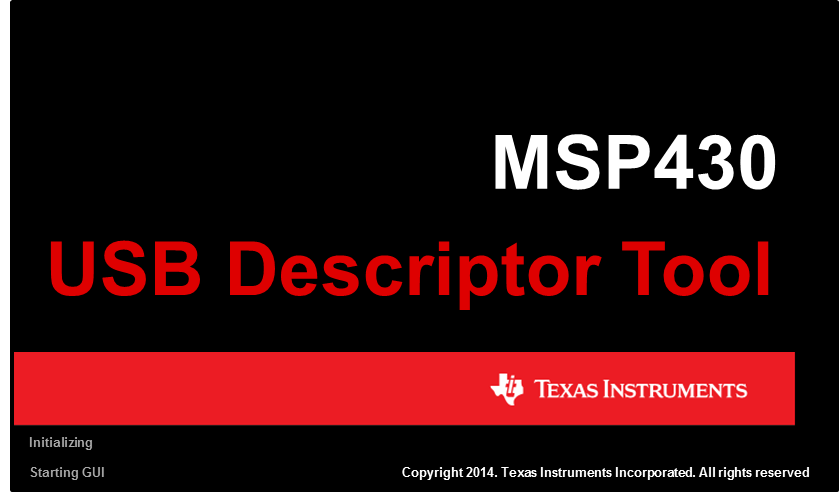 MSP430
USB Descriptor Tool
TEXAS INSTRUMENTS
Initializing
Starting GUI
Copyright 2014. Texas Instruments Incorporated. All rights reserved